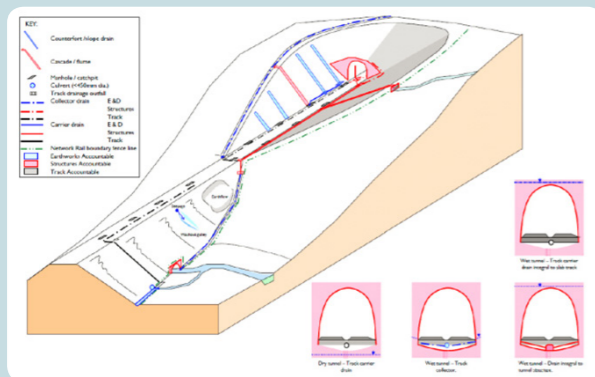 KEY:
Counterfort/slope drain
Cascade / flume
Manhole / catchpit
Culvert (<450mm dia.)
Track drainage outfall
Collector drain E & D
Structures
Track
Carrier drain E & D
Structures
Track
Network Rail boundary fence line
Earthworks Accountable
Structures Accountable
Track Accountable
Wet tunnel – Track carrier
drain integral to slab track
Dry tunnel – Track carrier
drain.
Wet tunnel – Track
collector.
Wet tunnel – Drain integral to
tunnel structure.